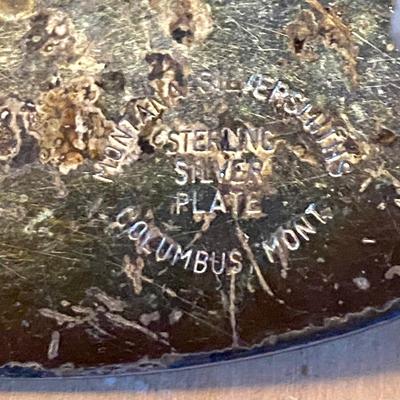 MONTANA SILVERSMITHS
STERLING
SILVER
PLATE
COLUMBUS, MONT.